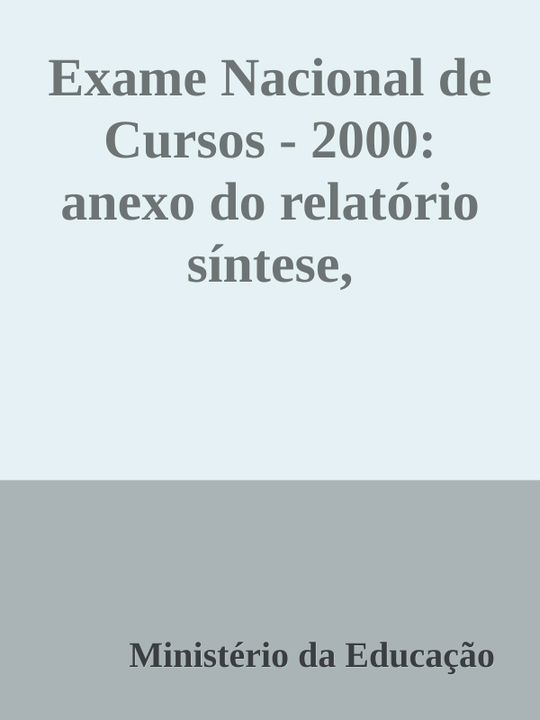 Exame Nacional de
Cursos - 2000:
anexo do relatório
síntese,
Ministério da Educação